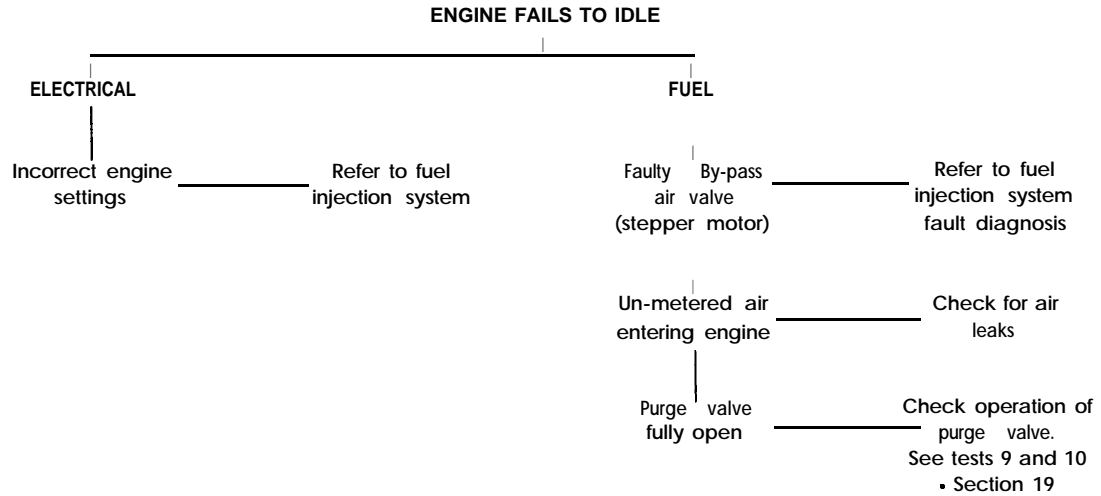 ENGINE FAILS TO IDLE
ELECTRICAL
FUEL
Incorrect engine
settings
Refer to fuel
injection system
Faulty By-pass
air valve
(stepper motor)
Refer to fuel
injection system
fault diagnosis
Un-metered air
entering engine
Check for air
leaks
Purge valve
fully open
Check operation of
purge valve.
See tests 9 and 10
- Section 19